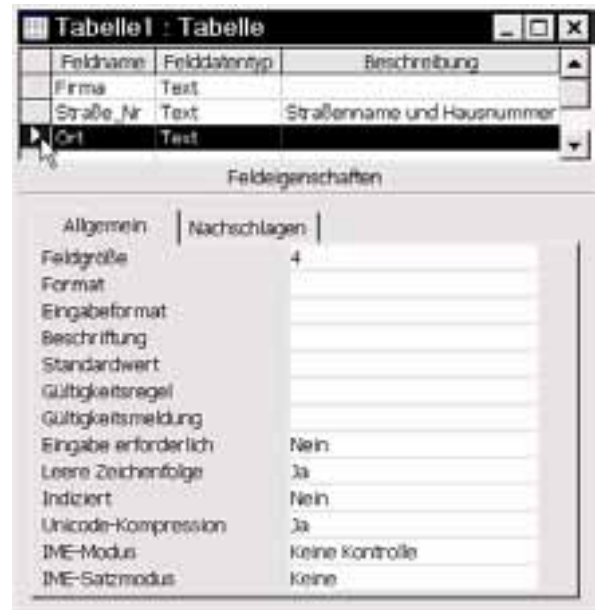 Tabelle1 : Tabelle
Feldname Felddatentyp Beschreibung
Firma Text
Straße_Nr Text Straßenname und Hausnummer
Ort Text
Feldeigenschaften
Allgemein Nachschlagen
Feldgröße 4
Format
Eingabeformat
Beschriftung
Standardwert
Gültigkeitsregel
Gültigkeitsmeldung
Eingabe erforderlich Nein
Leere Zeichenfolge Ja
Indiziert Nein
Unicode-Kompression Ja
IME-Modus Keine Kontrolle
IME-Satzmodus Keine